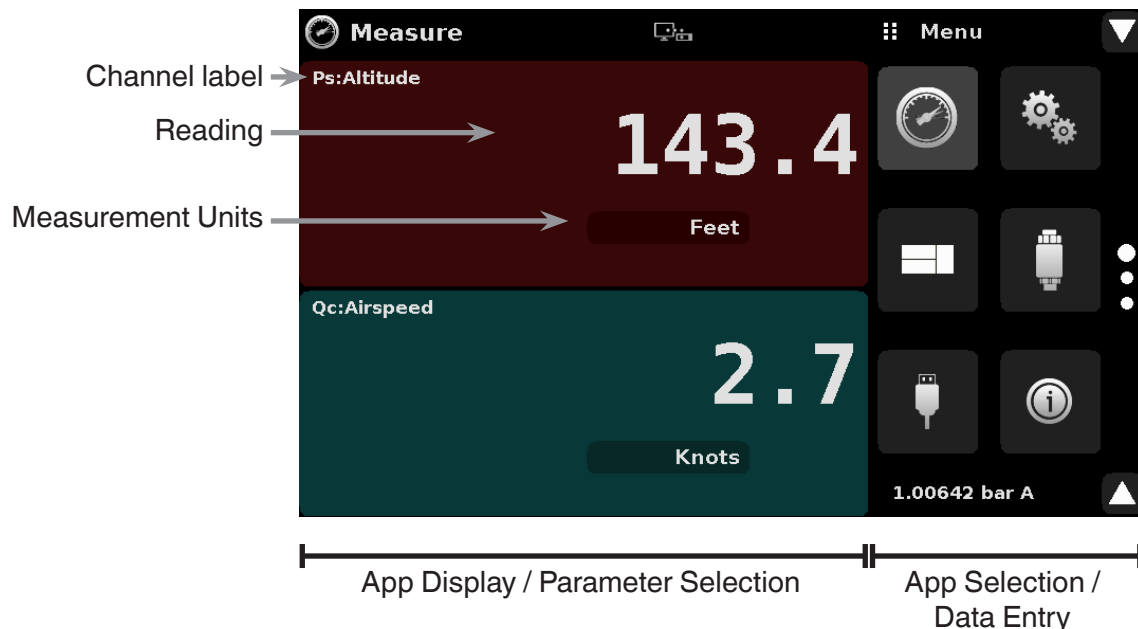 Measure
Menu
Channel label
Ps:Altitude
Reading
143.4
Measurement Units
Feet
Qc:Airspeed
2.7
Knots
1.00642 bar A
App Display / Parameter Selection
App Selection /
Data Entry